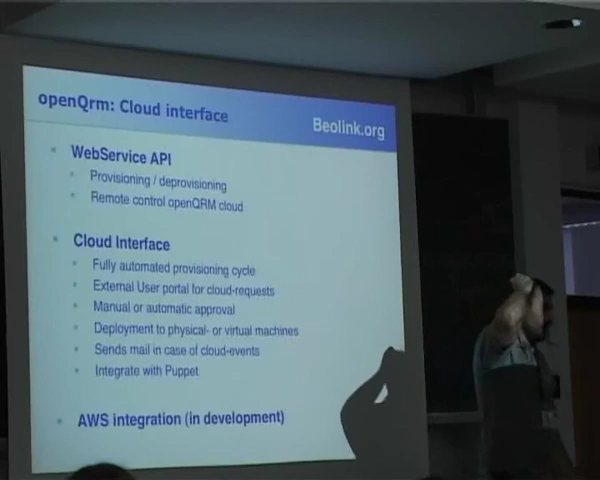 openQrm: Cloud interface
Beolink.org
WebService API
Provisioning / deprovisioning
Remote control openQRM cloud
Cloud Interface
Fully automated provisioning cycle
External User portal for cloud-requests
Manual or automatic approval
Deployment to physical- or virtual machines
Sends mail in case of cloud-events
Integrate with Puppet
AWS integration (in development)